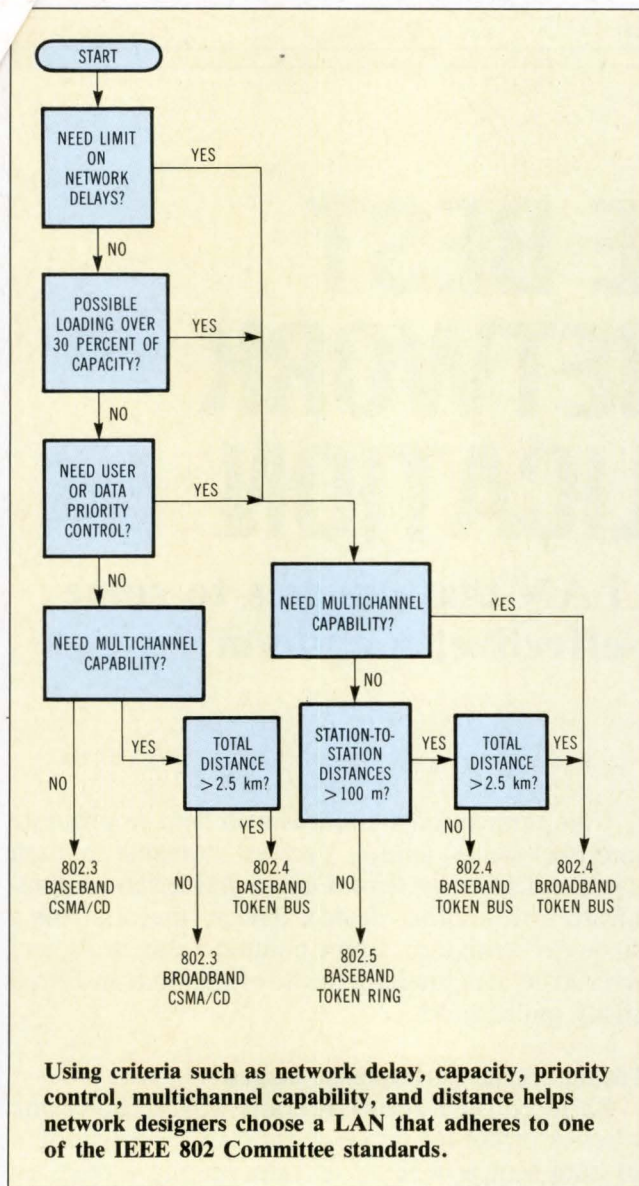 START
NEED LIMIT
ON
NETWORK
DELAYS?
YES
NO
POSSIBLE
LOADING OVER
30 PERCENT OF
CAPACITY?
YES
NO
NEED USER
OR DATA
PRIORITY
CONTROL?
YES
NO
NEED MULTICHANNEL
CAPABILITY?
NEED MULTICHANNEL
CAPABILITY?
YES
NO
YES
TOTAL
DISTANCE
>2.5 km?
STATION-TO-
STATION
DISTANCES
>100 m?
YES
TOTAL
DISTANCE
>2.5 km?
YES
NO
YES
NO
NO
NO
802.3
BASEBAND
CSMA/CD
802.4
BASEBAND
TOKEN BUS
802.4
BASEBAND
TOKEN BUS
802.4
BROADBAND
TOKEN BUS
802.3
BROADBAND
CSMA/CD
802.5
BASEBAND
TOKEN RING
Using criteria such as network delay, capacity, priority
control, multichannel capability, and distance helps
network designers choose a LAN that adheres to one
of the IEEE 802 Committee standards.